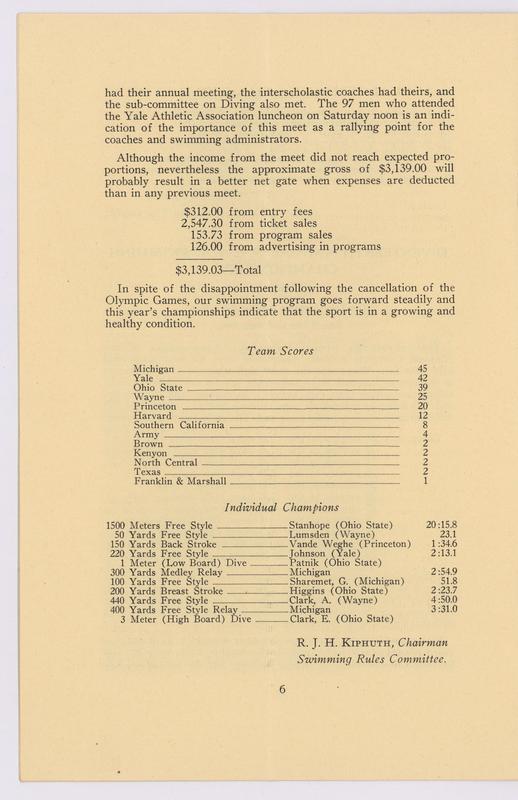 had their annual meeting, the interscholastic coaches had theirs, and
the sub-committee on Diving also met. The 97 men who attended
the Yale Athletic Association luncheon on Saturday noon is an indi-
cation of the importance of this meet as a rallying point for the
coaches and swimming administrators.
Although the income from the meet did not reach expected pro-
portions, nevertheless the approximate gross of $3,139.00 will
probably result in a better net gate when expenses are deducted
than in any previous meet.
$312.00 from entry fees
2,547.30 from ticket sales
153.73 from program sales
126.00 from advertising in programs
$3,139.03—Total
In spite of the disappointment following the cancellation of the
Olympic Games, our swimming program goes forward steadily and
this year's championships indicate that the sport is in a growing and
healthy condition.
Team Scores
Michigan 45
Yale 42
Ohio State 39
Wayne 25
Princeton 20
Harvard 12
Southern California 8
Army 4
Brown 2
Kenyon 2
North Central 2
Texas 2
Franklin & Marshall 1
Individual Champions
1500 Meters Free Style Stanhope (Ohio State) 20:15.8
50 Yards Free Style Lumsden (Wayne) 23.1
150 Yards Back Stroke Vande Weghe (Princeton) 1:34.6
220 Yards Free Style Johnson (Yale) 2:13.1
1 Meter (Low Board) Dive Patnik (Ohio State)
300 Yards Medley Relay Michigan 2:54.9
100 Yards Free Style Sharemet, G. (Michigan) 51.8
200 Yards Breast Stroke Higgins (Ohio State) 2:23.7
440 Yards Free Style Clark, A. (Wayne) 4:50.0
400 Yards Free Style Relay Michigan 3:31.0
3 Meter (High Board) Dive Clark, E. (Ohio State)
R. J. H. Kiphuth, Chairman
Swimming Rules Committee.
6